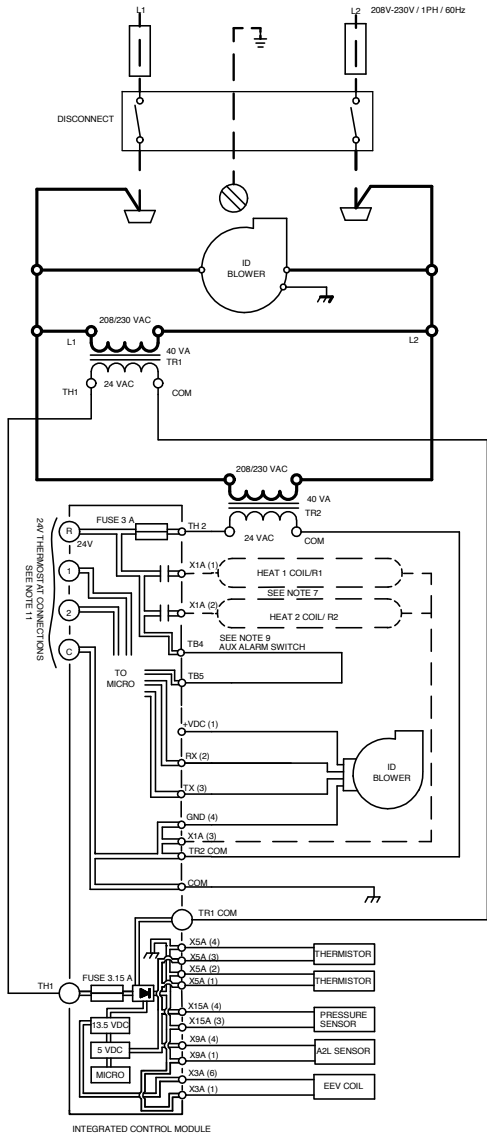 L1
L2 208V-230V / 1PH / 60Hz
DISCONNECT
ID
BLOWER
208/230 VAC
L1
L2
40 VA
TR1
TH1
24 VAC
COM
208/230 VAC
40 VA
TR2
24 VAC
COM
24V THERMOSTAT CONNECTIONS
SEE NOTE 11
R
24V
FUSE 3 A
TH 2
1
X1A (1)
HEAT 1 COIL/R1
SEE NOTE 7
2
X1A (2)
HEAT 2 COIL/ R2
SEE NOTE 9
AUX ALARM SWITCH
C
TB4
TO
MICRO
TB5
+VDC (1)
RX (2)
ID
BLOWER
TX (3)
GND (4)
X1A (3)
TR2 COM
COM
TR1 COM
X5A (4)
X5A (3)
THERMISTOR
X5A (2)
X5A (1)
THERMISTOR
TH1
FUSE 3.15 A
X15A (4)
X15A (3)
PRESSURE
SENSOR
13.5 VDC
5 VDC
X9A (4)
X9A (1)
A2L SENSOR
MICRO
X3A (6)
X3A (1)
EEV COIL
INTEGRATED CONTROL MODULE